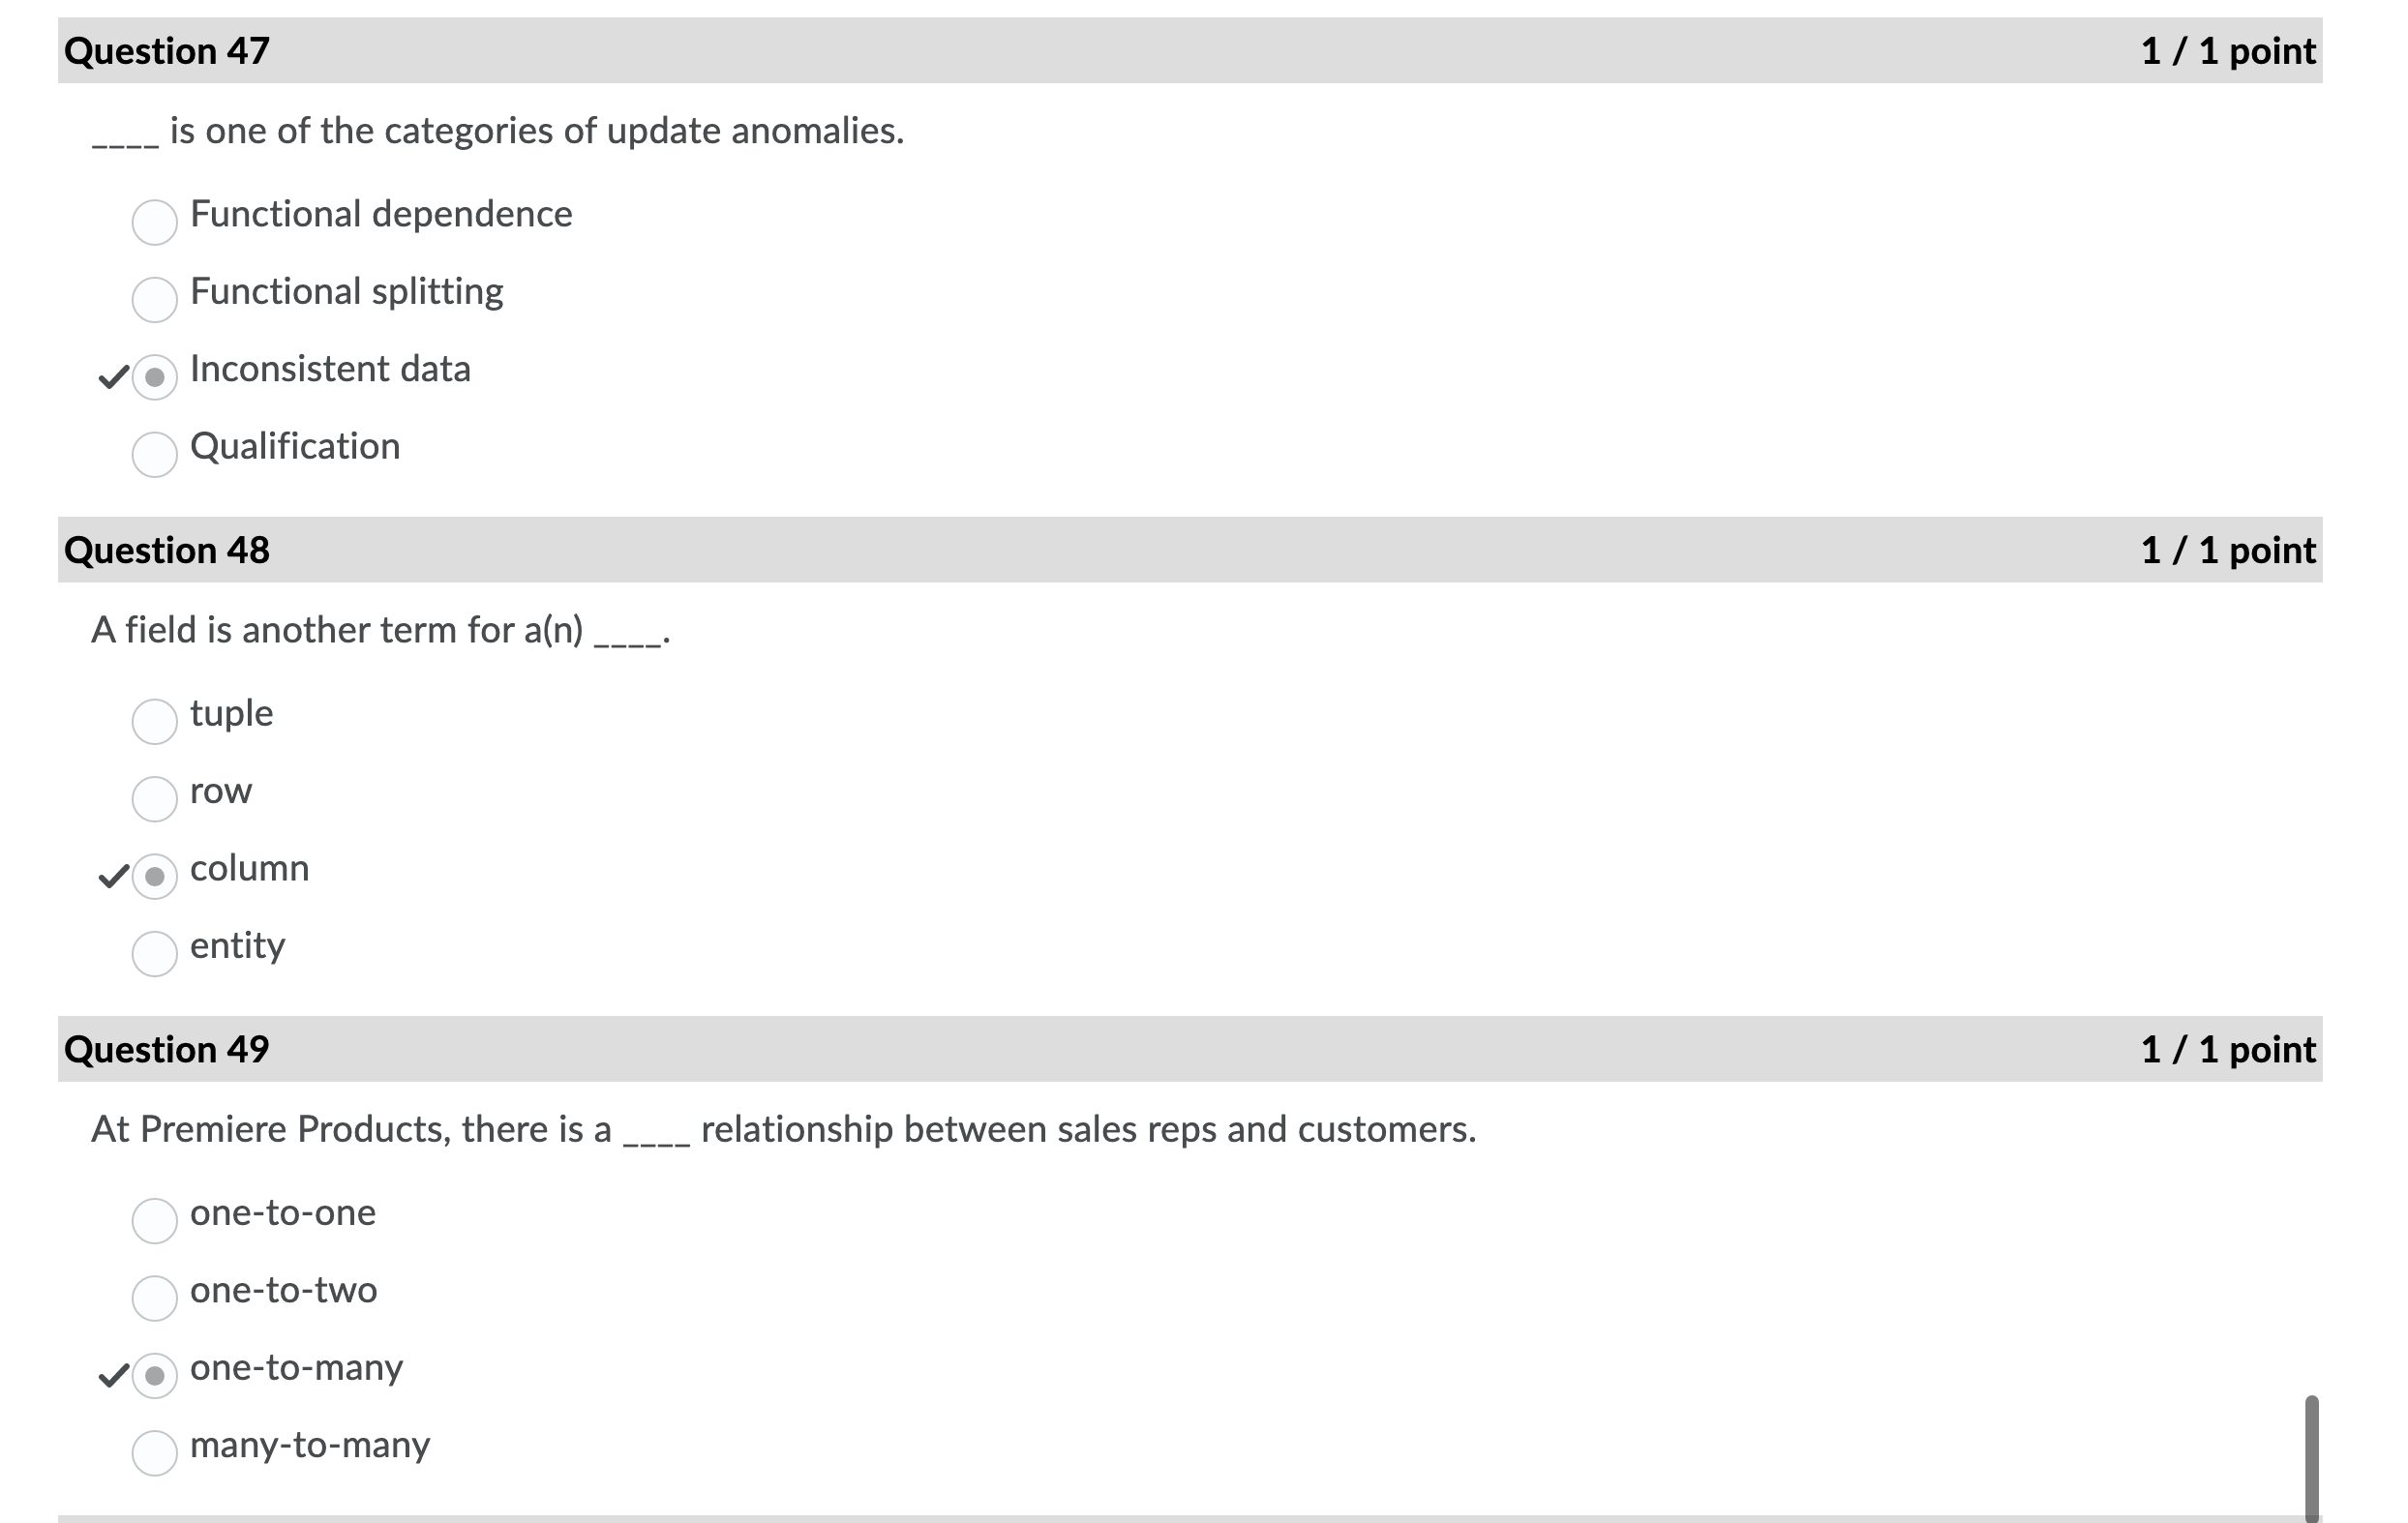 Question 47 1 / 1 point
____ is one of the categories of update anomalies.
Functional dependence
Functional splitting
Inconsistent data
Qualification
Question 48 1 / 1 point
A field is another term for a(n) ____.
tuple
row
column
entity
Question 49 1 / 1 point
At Premiere Products, there is a ____ relationship between sales reps and customers.
one-to-one
one-to-two
one-to-many
many-to-many